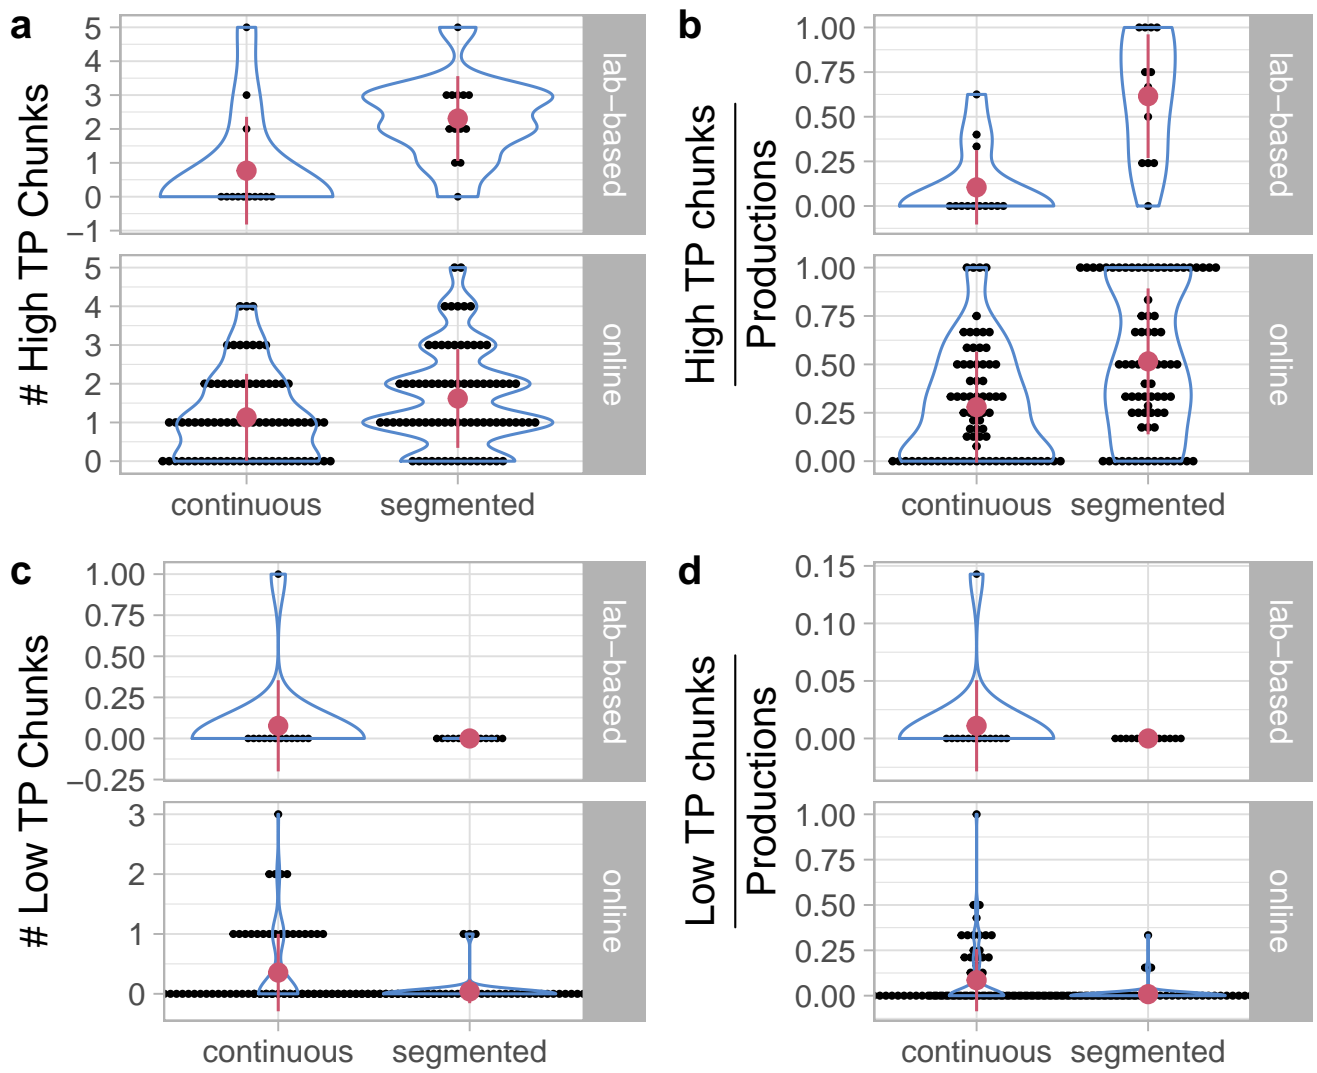 a
# High TP Chunks
5
4
3
2
1
0
−1
lab−based
5
4
3
2
1
0
online
continuous
segmented
b
High TP chunks
Productions
1.00
0.75
0.50
0.25
0.00
lab−based
1.00
0.75
0.50
0.25
0.00
online
continuous
segmented
c
# Low TP Chunks
1.00
0.75
0.50
0.25
0.00
−0.25
lab−based
3
2
1
0
online
continuous
segmented
d
Low TP chunks
Productions
0.15
0.10
0.05
0.00
lab−based
1.00
0.75
0.50
0.25
0.00
online
continuous
segmented